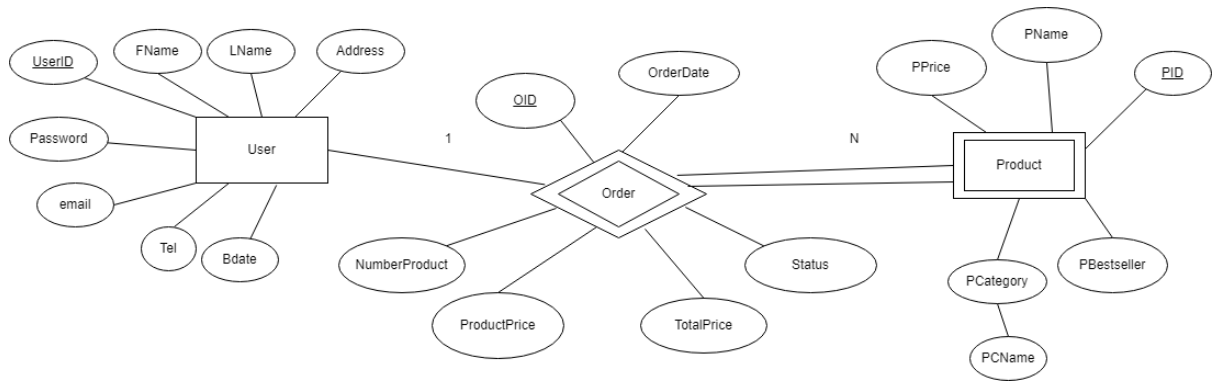 UserID
FName
LName
Address
Password
User
email
Tel
Bdate
1
OID
OrderDate
Order
NumberProduct
ProductPrice
TotalPrice
Status
N
PPrice
PName
PID
Product
PCategory
PBestseller
PCName